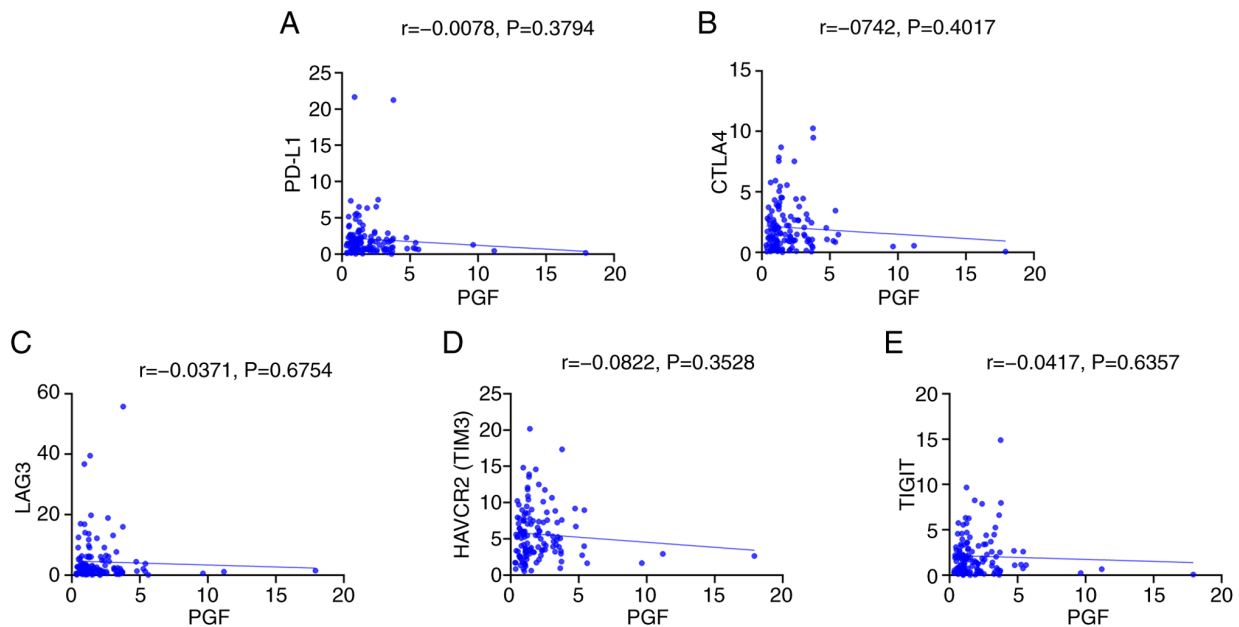 A
r=−0.0078, P=0.3794
25
20
15
10
5
0
PD-L1
0 5 10 15 20
PGF
B
r=−0742, P=0.4017
15
10
5
0
CTLA4
0 5 10 15 20
PGF
C
r=−0.0371, P=0.6754
60
40
20
0
LAG3
0 5 10 15 20
PGF
D
r=−0.0822, P=0.3528
25
20
15
10
5
0
HAVCR2 (TIM3)
0 5 10 15 20
PGF
E
r=−0.0417, P=0.6357
20
15
10
5
0
TIGIT
0 5 10 15 20
PGF